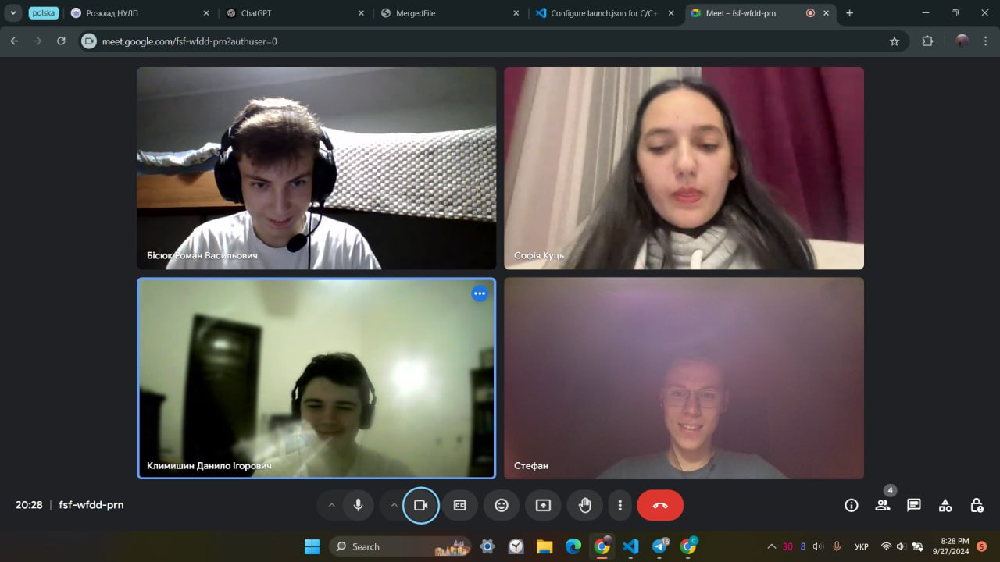 polska
Розклад НУЛП
ChatGPT
MergedFile
Configure launch.json for C/C+
Meet – fsf-wfdd-prn
meet.google.com/fsf-wfdd-prn?authuser=0
Бісюк Роман Васильович
Софія Куць
Климишин Данило Ігорович
Стефан
20:28 | fsf-wfdd-prn
4
Search
16
C
30
8
УКР
8:28 PM
9/27/2024
5